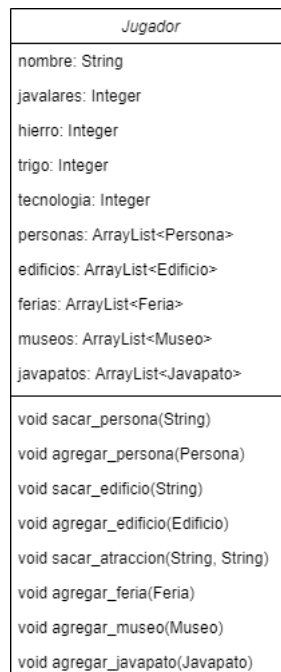 Jugador
nombre: String
javalares: Integer
hierro: Integer
trigo: Integer
tecnologia: Integer
personas: ArrayList<Persona>
edificios: ArrayList<Edificio>
ferias: ArrayList<Feria>
museos: ArrayList<Museo>
javapatos: ArrayList<Javapato>
void sacar_persona(String)
void agregar_persona(Persona)
void sacar_edificio(String)
void agregar_edificio(Edificio)
void sacar_atraccion(String, String)
void agregar_feria(Feria)
void agregar_museo(Museo)
void agregar_javapato(Javapato)